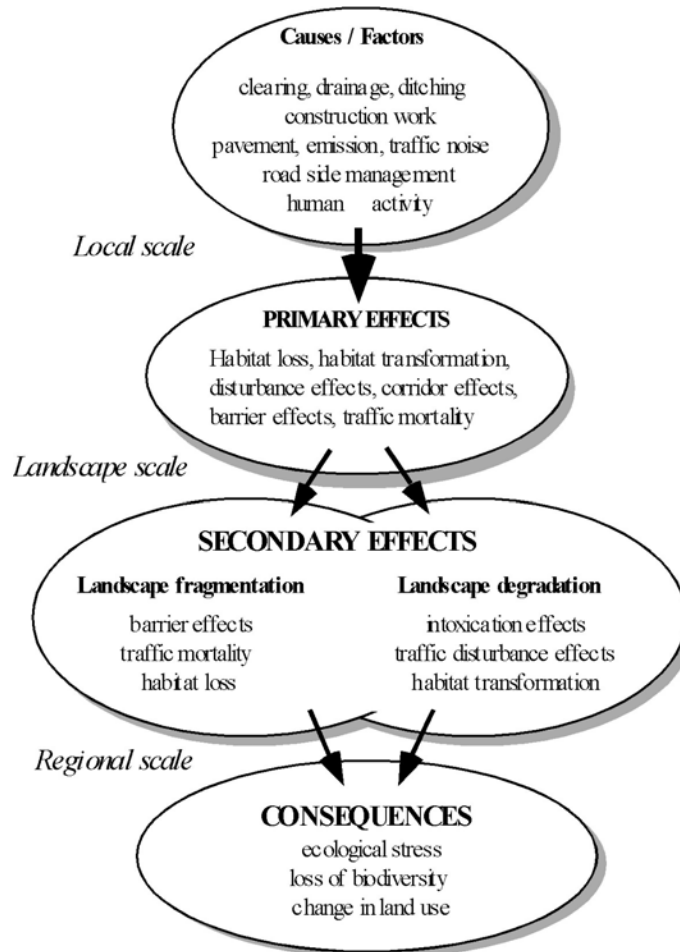 Causes / Factors
clearing, drainage, ditching
construction work
pavement, emission, traffic noise
road side management
human activity
Local scale
PRIMARY EFFECTS
Habitat loss, habitat transformation,
disturbance effects, corridor effects,
barrier effects, traffic mortality
Landscape scale
SECONDARY EFFECTS
Landscape fragmentation
barrier effects
traffic mortality
habitat loss
Landscape degradation
intoxication effects
traffic disturbance effects
habitat transformation
Regional scale
CONSEQUENCES
ecological stress
loss of biodiversity
change in land use